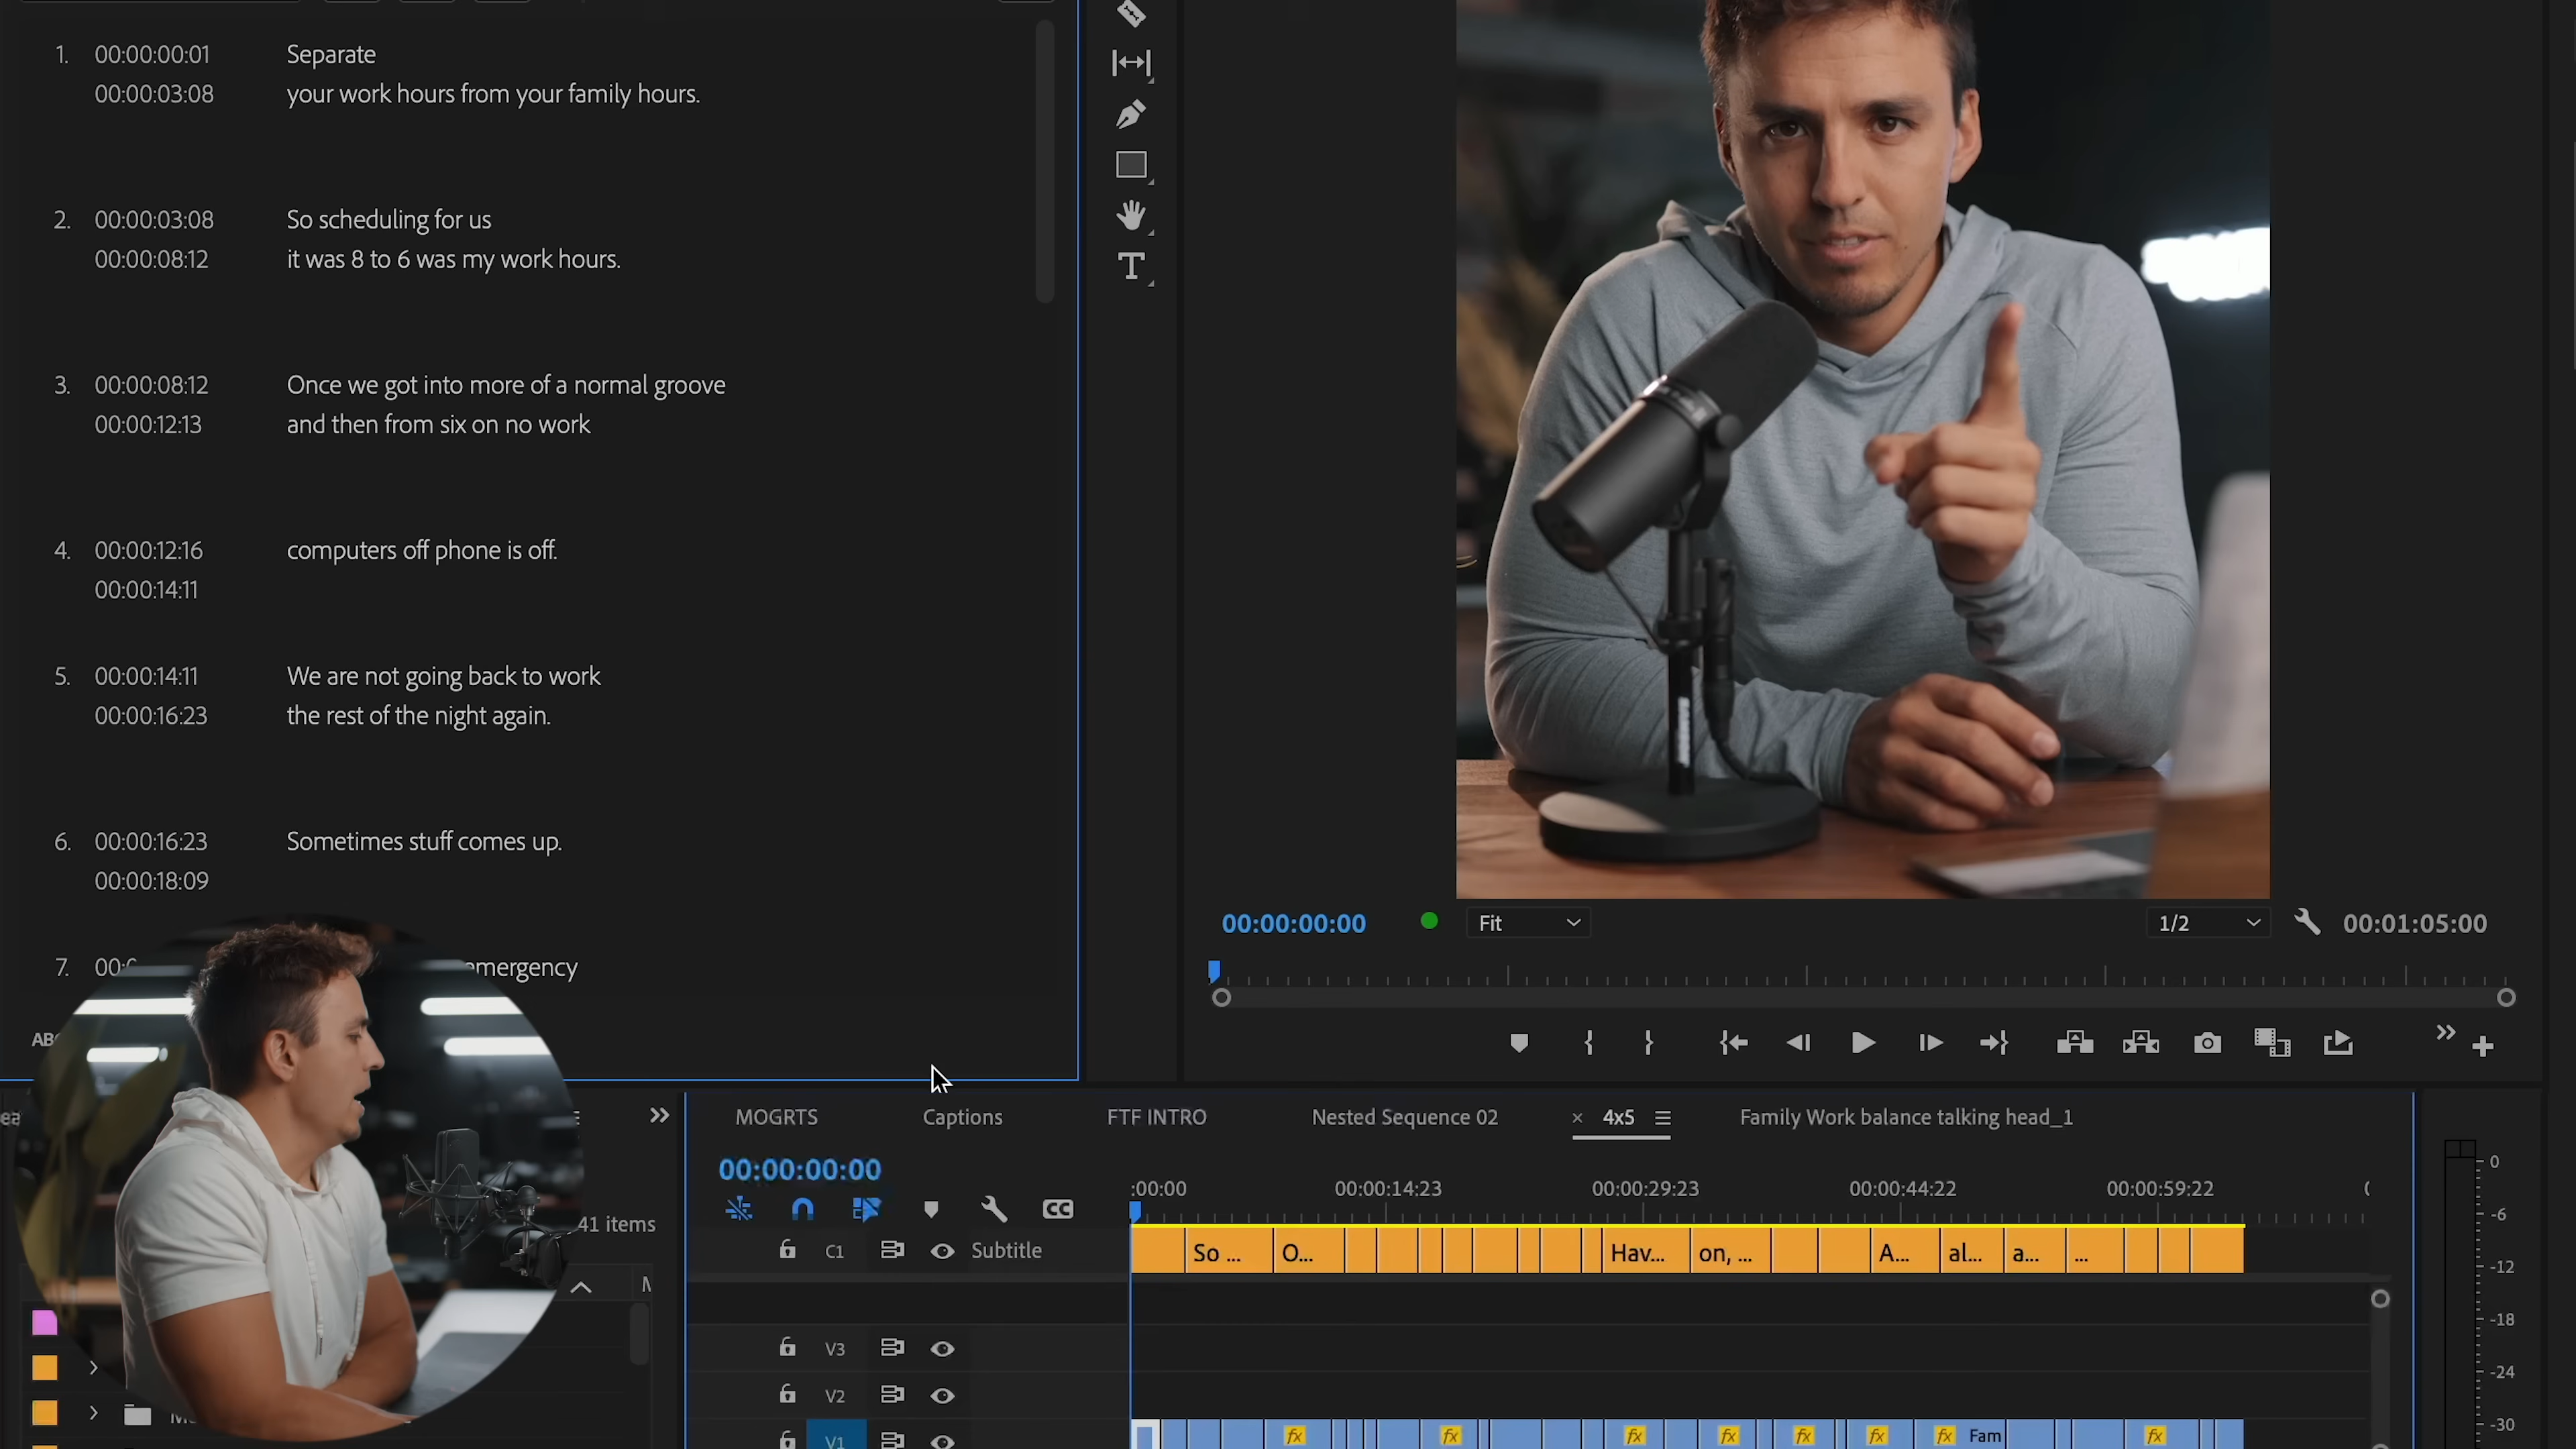 1. 00:00:00:01 Separate
00:00:03:08 your work hours from your family hours.
2. 00:00:03:08 So scheduling for us
00:00:08:12 it was 8 to 6 was my work hours.
3. 00:00:08:12 Once we got into more of a normal groove
00:00:12:13 and then from six on no work
4. 00:00:12:16 computers off phone is off.
00:00:14:11
5. 00:00:14:11 We are not going back to work
00:00:16:23 the rest of the night again.
6. 00:00:16:23 Sometimes stuff comes up.
00:00:18:09
7. emergency
00:00:00:00 Fit 1/2 00:01:05:00
MOGRTS Captions FTF INTRO Nested Sequence 02 × 4x5 Family Work balance talking head_1
00:00:00:00
:00:00 00:00:14:23 00:00:29:23 00:00:44:22 00:00:59:22
CC
41 items
C1 Subtitle So ... O... Hav... on, ... A... al... a... ...
V3
V2
V1 fx fx fx fx fx fx fx Fam fx
0
-6
-12
-18
-24
-30